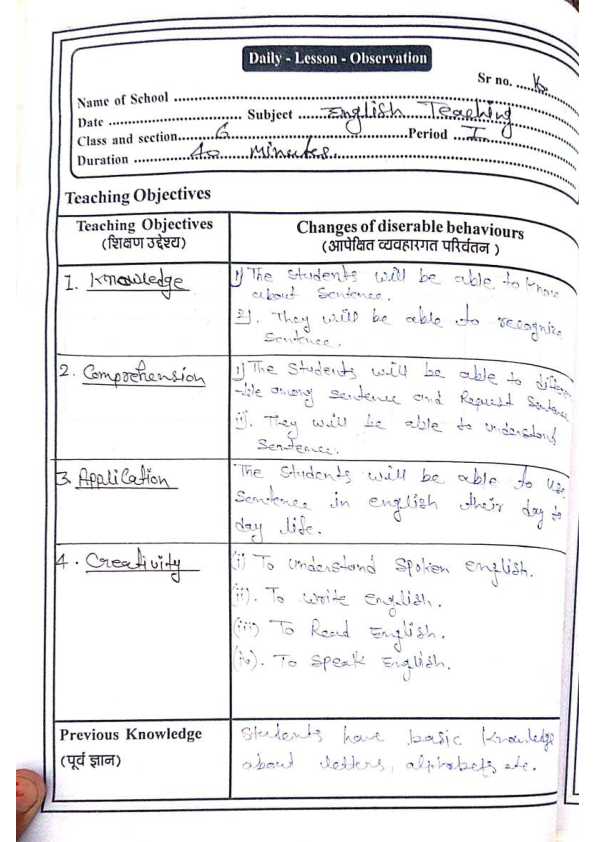 Daily - Lesson - Observation
Sr no. ....
Name of School ........
Date ........ Subject ...... English Teaching
Class and section...... 6 ........Period ... I ....
Duration ........ 40 Minutes........
Teaching Objectives
Teaching Objectives
(शिक्षण उद्देश्य)
Changes of diserable behaviours
(आपेक्षित व्यवहारगत परिर्वतन )
1. Knowledge
i) The students will be able to know
about Sentence.
2). They will be able to recognize
Sentence.
2. Comprehension
i) The Students will be able to
among sentence and Request Sentence
ii). They will be able to understand
Sentence.
3. Application
The Students will be able to use
Sentence in english their day to
day life.
4. Creativity
(i) To Understand Spoken english.
(ii). To write English.
(iii) To Read English.
(iv). To speak English.
Previous Knowledge
(पूर्व ज्ञान)
Students have basic knowledge
about letters, alphabets etc.